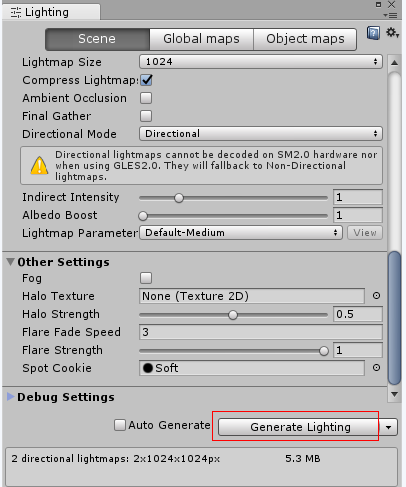 Lighting
Scene Global maps Object maps
Lightmap Size 1024
Compress Lightmaps
Ambient Occlusion
Final Gather
Directional Mode Directional
Directional lightmaps cannot be decoded on SM2.0 hardware nor
when using GLES2.0. They will fallback to Non-Directional
lightmaps.
Indirect Intensity 1
Albedo Boost 1
Lightmap Parameter Default-Medium View
Other Settings
Fog
Halo Texture None (Texture 2D)
Halo Strength 0.5
Flare Fade Speed 3
Flare Strength 1
Spot Cookie Soft
Debug Settings
Auto Generate Generate Lighting
2 directional lightmaps: 2x1024x1024px 5.3 MB